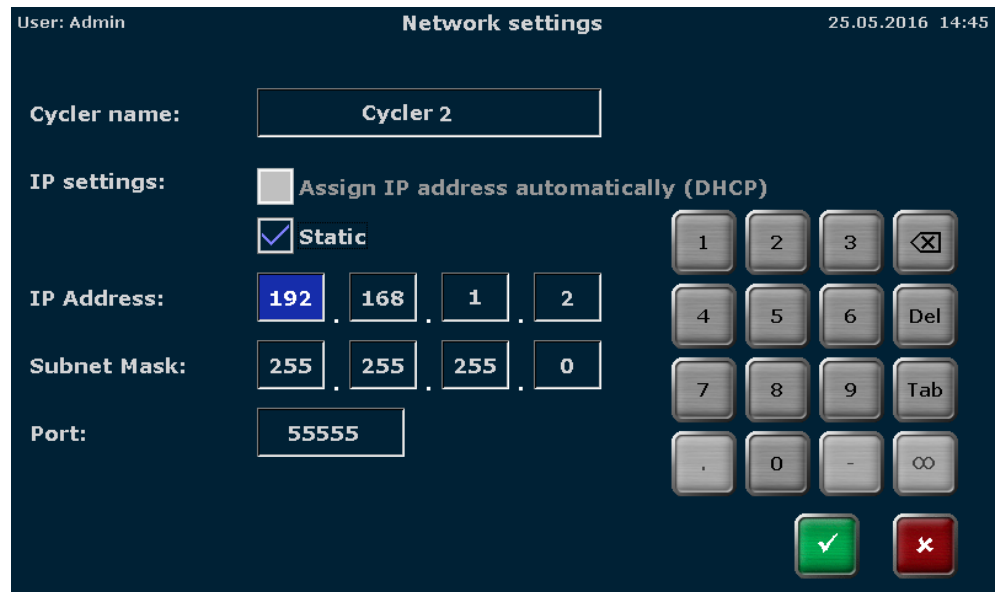 User: Admin Network settings 25.05.2016 14:45
Cycler name: Cycler 2
IP settings: Assign IP address automatically (DHCP)
Static
IP Address: 192 . 168 . 1 . 2
Subnet Mask: 255 . 255 . 255 . 0
Port: 55555
1 2 3
4 5 6 Del
7 8 9 Tab
. 0 - ∞